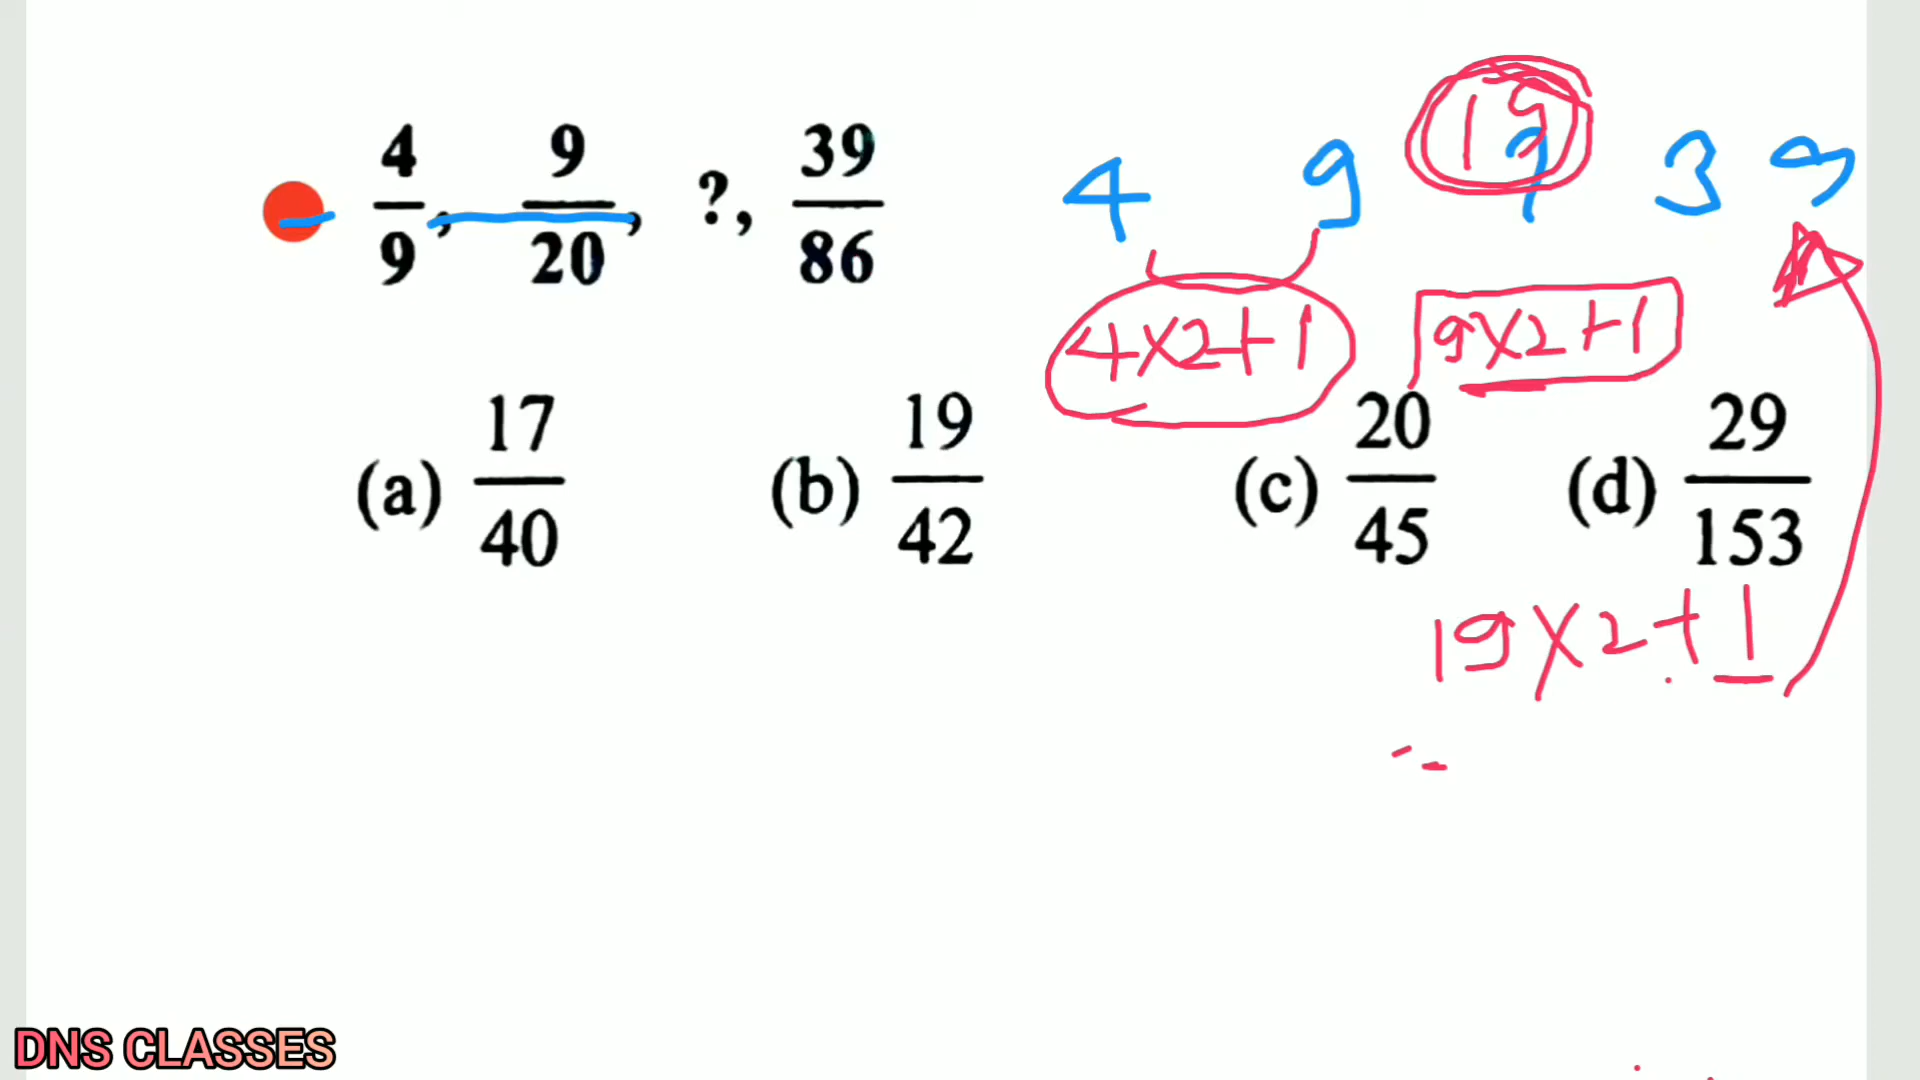 4/9, 9/20, ?, 39/86
4 9 ? 39
19
4×2+1 9×2+1
(a) 17/40 (b) 19/42 (c) 20/45 (d) 29/153
19×2+1
DNS CLASSES